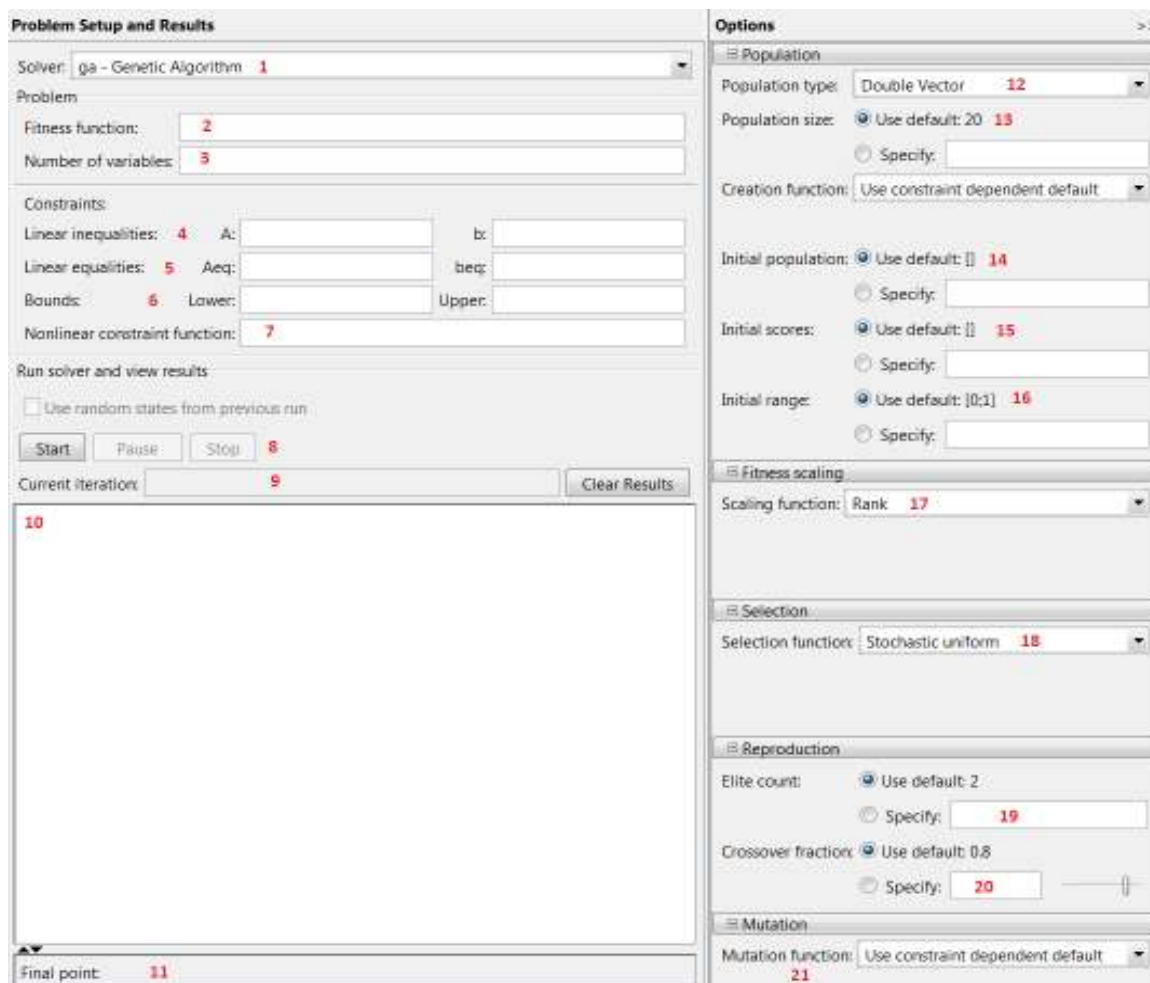 Problem Setup and Results
Solver: ga - Genetic Algorithm 1
Problem
Fitness function: 2
Number of variables: 3
Constraints:
Linear inequalities: 4 A: b:
Linear equalities: 5 Aeq: beq:
Bounds: 6 Lower: Upper:
Nonlinear constraint function: 7
Run solver and view results
Use random states from previous run
Start Pause Stop 8
Current iteration: 9 Clear Results
10
Final point: 11
Options >>
Population
Population type: Double Vector 12
Population size: Use default: 20 13
Specify:
Creation function: Use constraint dependent default
Initial population: Use default: [] 14
Specify:
Initial scores: Use default: [] 15
Specify:
Initial range: Use default: [0;1] 16
Specify:
Fitness scaling
Scaling function: Rank 17
Selection
Selection function: Stochastic uniform 18
Reproduction
Elite count: Use default: 2
Specify: 19
Crossover fraction: Use default: 0.8
Specify: 20
Mutation
Mutation function: Use constraint dependent default
21